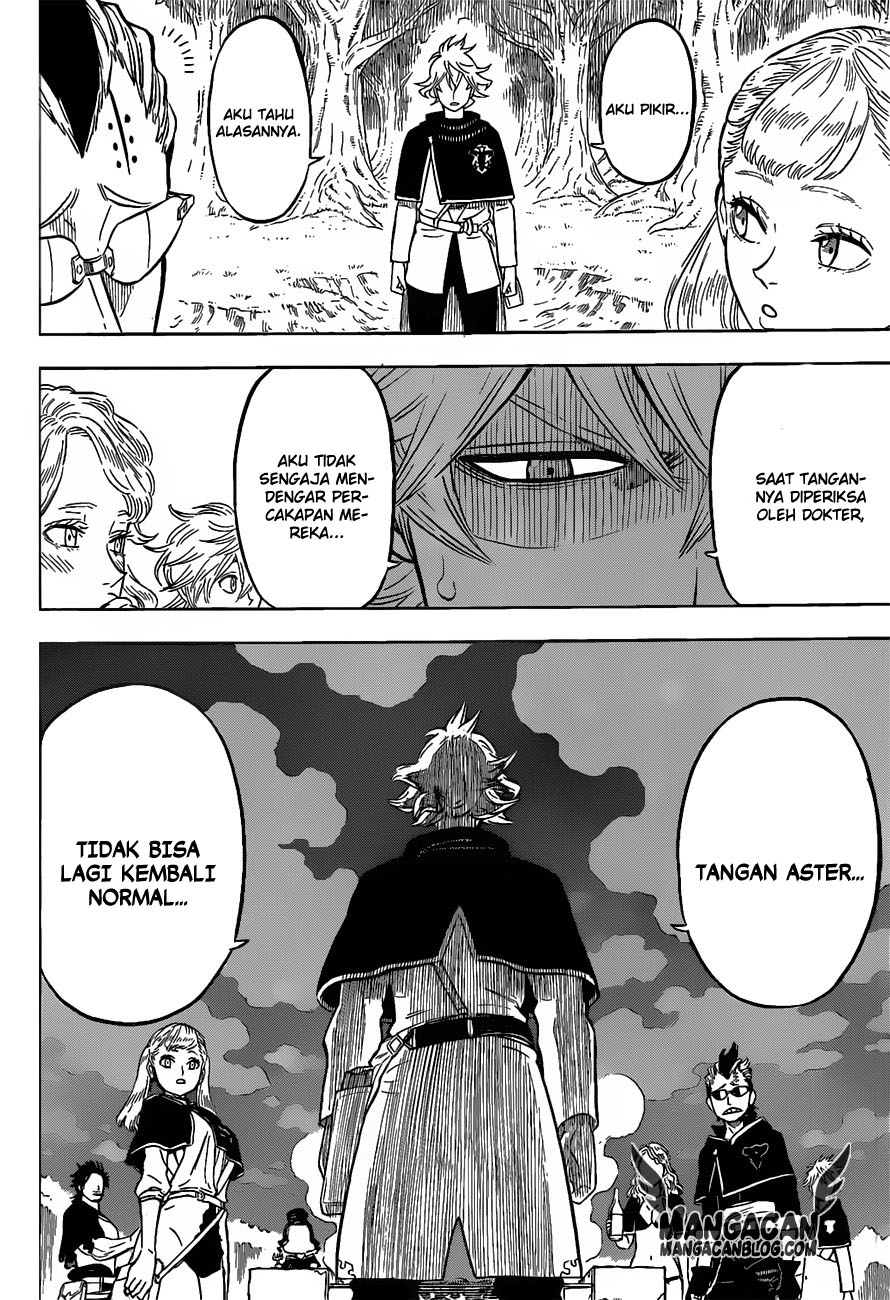 AKU PIKIR...
AKU TAHU
ALASANNYA.
SAAT TANGAN-
NYA DIPERIKSA
OLEH DOKTER,
AKU TIDAK
SENGAJA MEN-
DENGAR PER-
CAKAPAN ME-
REKA...
TANGAN ASTER...
TIDAK BISA
LAGI KEMBALI
NORMAL...
MANGACAN
MANGACANBLOG.COM